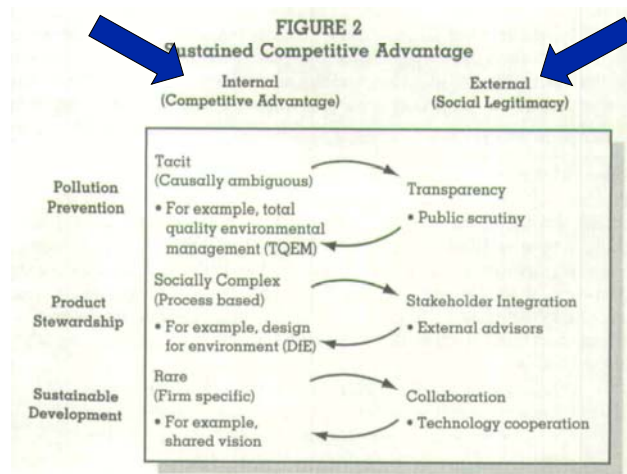 FIGURE 2
Sustained Competitive Advantage
Internal
(Competitive Advantage)
External
(Social Legitimacy)
Pollution
Prevention
Tacit
(Causally ambiguous)
• For example, total
quality environmental
management (TQEM)
Transparency
• Public scrutiny
Product
Stewardship
Socially Complex
(Process based)
• For example, design
for environment (DfE)
Stakeholder Integration
• External advisors
Sustainable
Development
Rare
(Firm specific)
• For example,
shared vision
Collaboration
• Technology cooperation